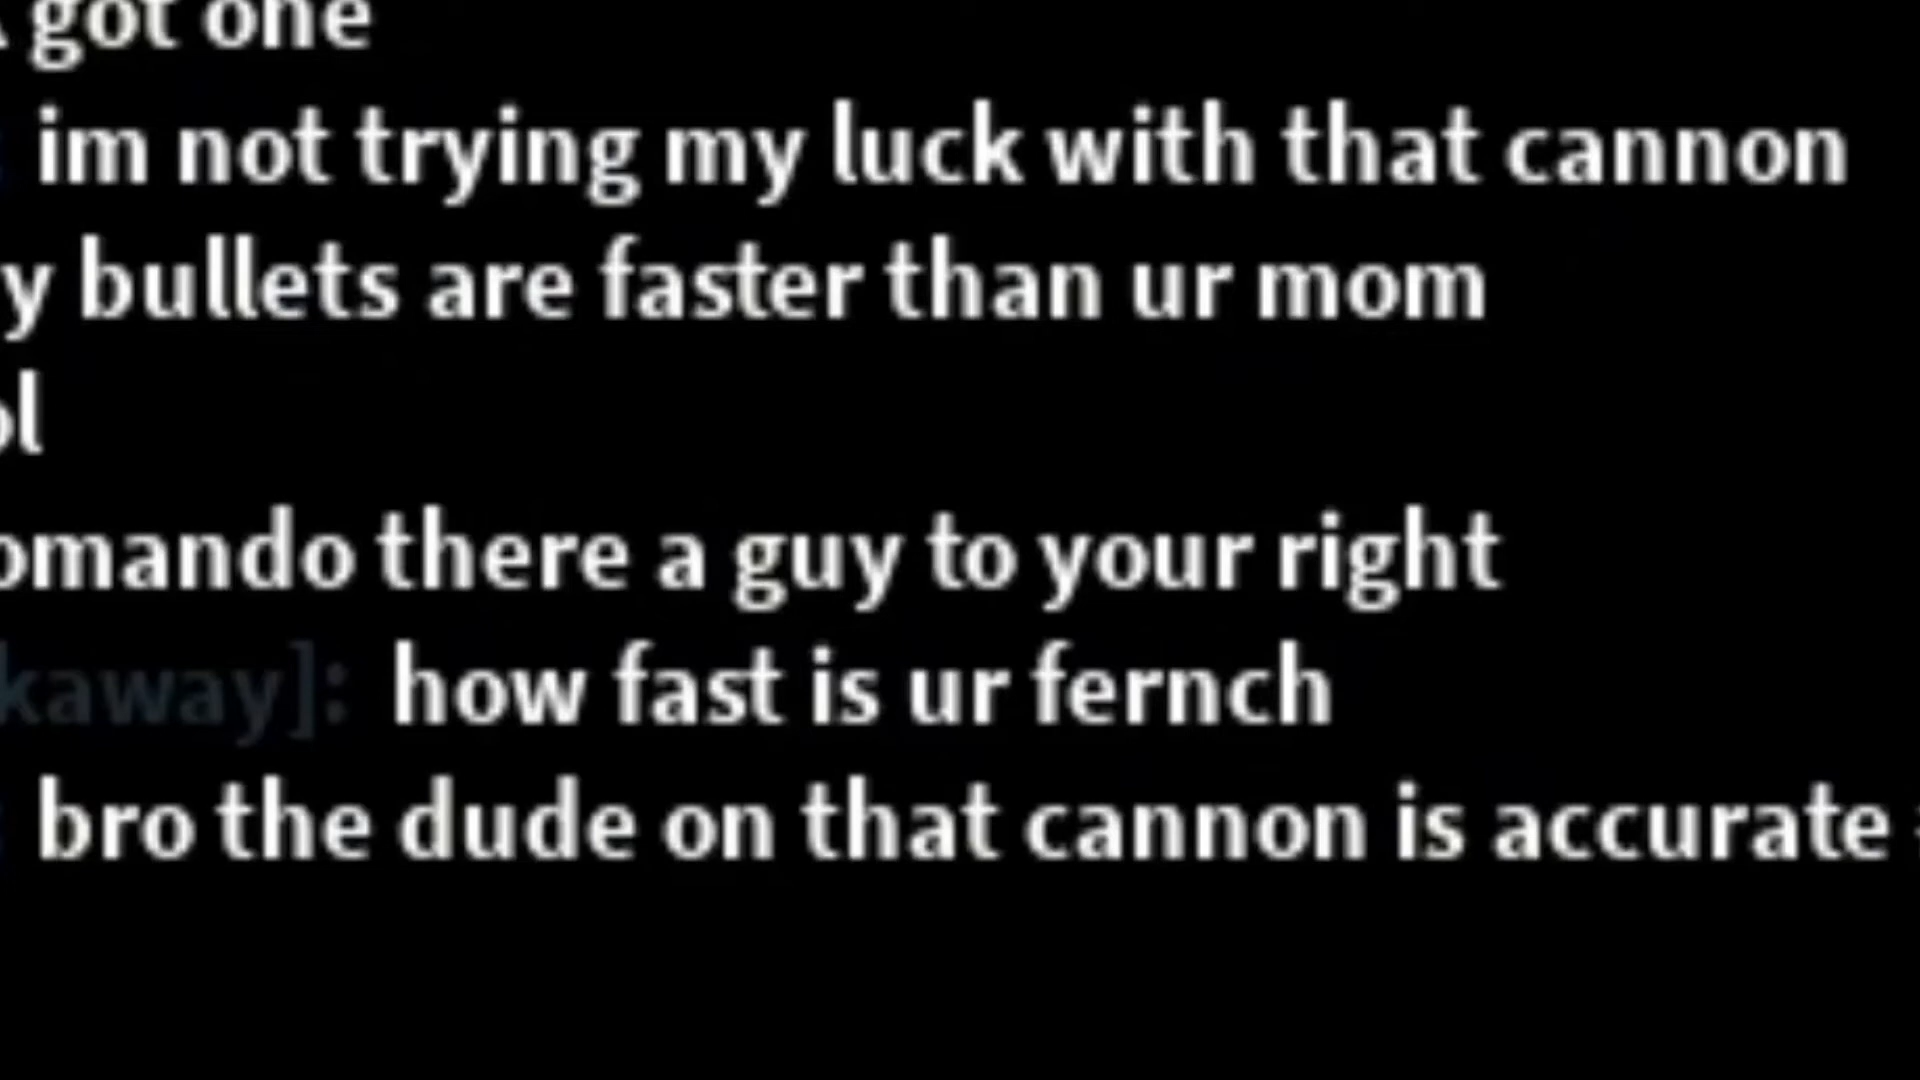 got one
im not trying my luck with that cannon
y bullets are faster than ur mom
ol
omando there a guy to your right
kaway]: how fast is ur fernch
bro the dude on that cannon is accurate